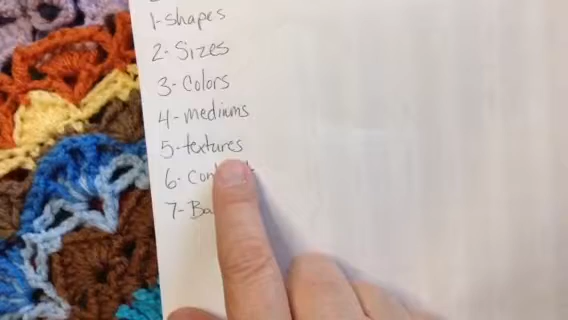 1-Shapes
2-Sizes
3-Colors
4-mediums
5-textures
6-
7-